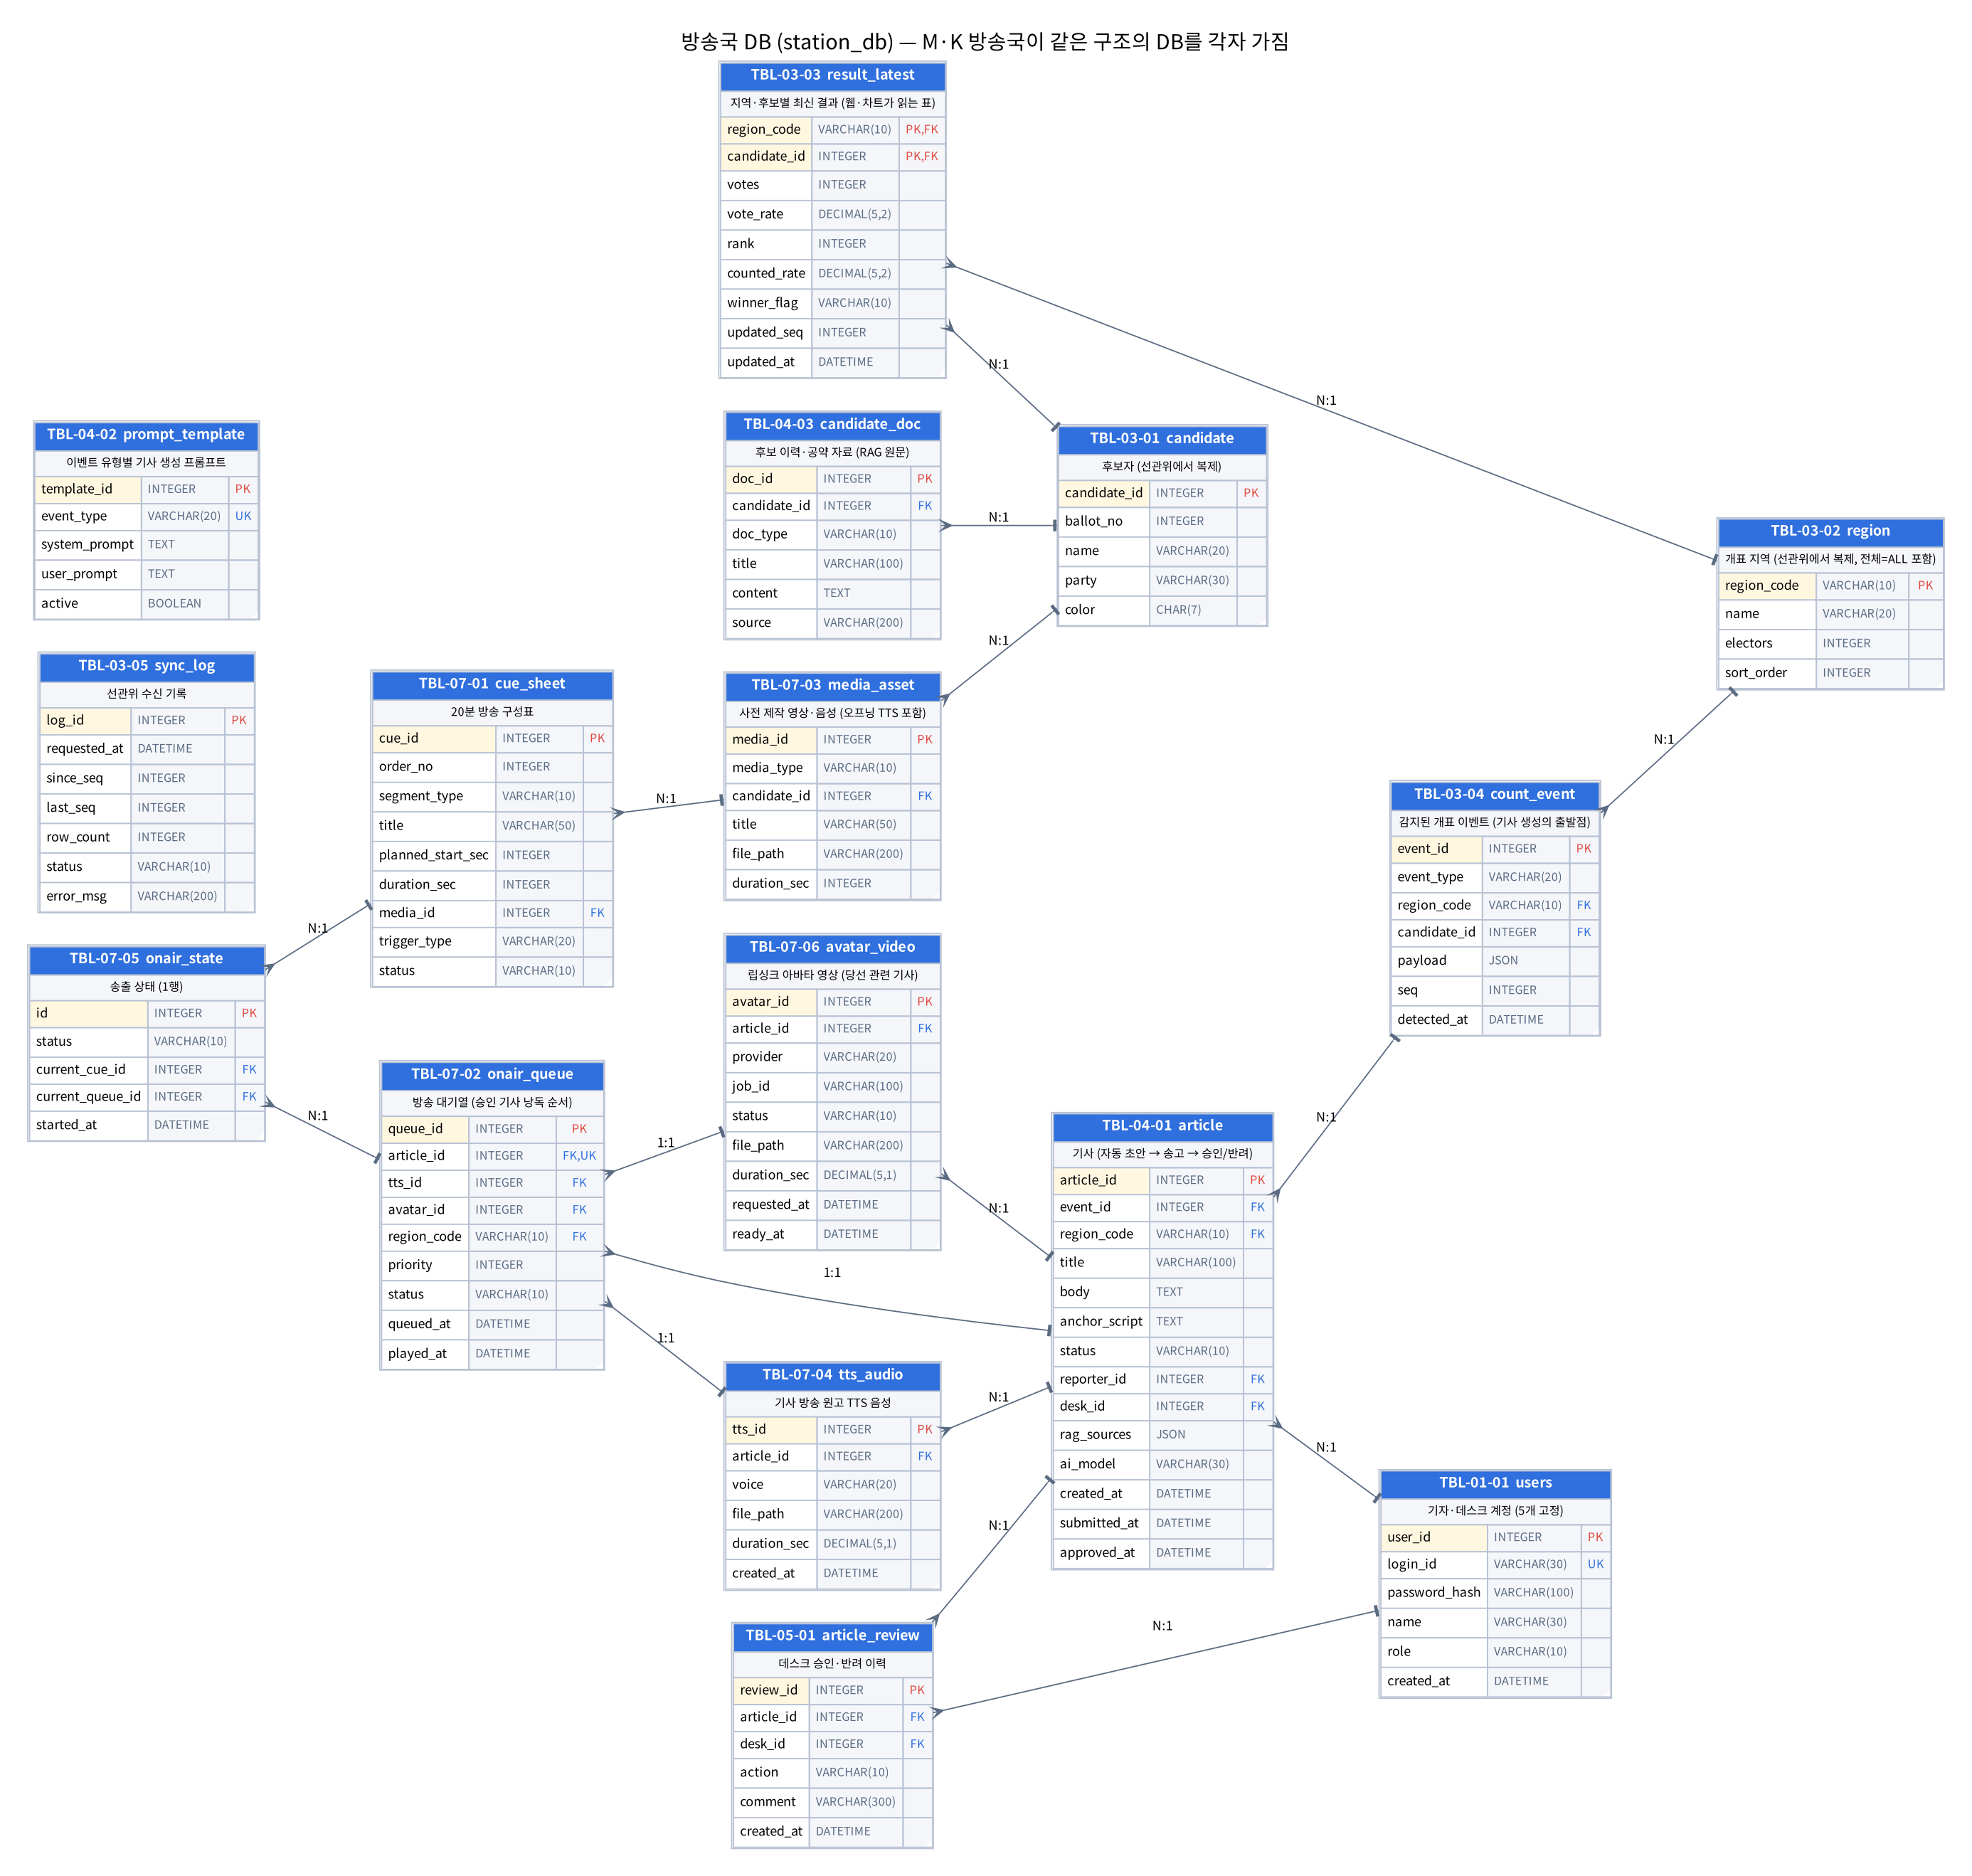 방송국 DB (station_db) — M·K 방송국이 같은 구조의 DB를 각자 가짐
TBL-03-03 result_latest
지역·후보별 최신 결과 (웹·차트가 읽는 표)
region_code VARCHAR(10) PK,FK
candidate_id INTEGER PK,FK
votes INTEGER
vote_rate DECIMAL(5,2)
rank INTEGER
counted_rate DECIMAL(5,2)
winner_flag VARCHAR(10)
updated_seq INTEGER
updated_at DATETIME
N:1
N:1
TBL-04-02 prompt_template
이벤트 유형별 기사 생성 프롬프트
template_id INTEGER PK
event_type VARCHAR(20) UK
system_prompt TEXT
user_prompt TEXT
active BOOLEAN
TBL-04-03 candidate_doc
후보 이력·공약 자료 (RAG 원문)
doc_id INTEGER PK
candidate_id INTEGER FK
doc_type VARCHAR(10)
title VARCHAR(100)
content TEXT
source VARCHAR(200)
N:1
TBL-03-01 candidate
후보자 (선관위에서 복제)
candidate_id INTEGER PK
ballot_no INTEGER
name VARCHAR(20)
party VARCHAR(30)
color CHAR(7)
N:1
TBL-03-02 region
개표 지역 (선관위에서 복제, 전체=ALL 포함)
region_code VARCHAR(10) PK
name VARCHAR(20)
electors INTEGER
sort_order INTEGER
N:1
TBL-03-05 sync_log
선관위 수신 기록
log_id INTEGER PK
requested_at DATETIME
since_seq INTEGER
last_seq INTEGER
row_count INTEGER
status VARCHAR(10)
error_msg VARCHAR(200)
TBL-07-01 cue_sheet
20분 방송 구성표
cue_id INTEGER PK
order_no INTEGER
segment_type VARCHAR(10)
title VARCHAR(50)
planned_start_sec INTEGER
duration_sec INTEGER
media_id INTEGER FK
trigger_type VARCHAR(20)
status VARCHAR(10)
N:1
N:1
TBL-07-03 media_asset
사전 제작 영상·음성 (오프닝 TTS 포함)
media_id INTEGER PK
media_type VARCHAR(10)
candidate_id INTEGER FK
title VARCHAR(50)
file_path VARCHAR(200)
duration_sec INTEGER
TBL-03-04 count_event
감지된 개표 이벤트 (기사 생성의 출발점)
event_id INTEGER PK
event_type VARCHAR(20)
region_code VARCHAR(10) FK
candidate_id INTEGER FK
payload JSON
seq INTEGER
detected_at DATETIME
N:1
TBL-07-05 onair_state
송출 상태 (1행)
id INTEGER PK
status VARCHAR(10)
current_cue_id INTEGER FK
current_queue_id INTEGER FK
started_at DATETIME
N:1
TBL-07-02 onair_queue
방송 대기열 (승인 기사 낭독 순서)
queue_id INTEGER PK
article_id INTEGER FK,UK
tts_id INTEGER FK
avatar_id INTEGER FK
region_code VARCHAR(10) FK
priority INTEGER
status VARCHAR(10)
queued_at DATETIME
played_at DATETIME
1:1
1:1
1:1
TBL-07-06 avatar_video
립싱크 아바타 영상 (당선 관련 기사)
avatar_id INTEGER PK
article_id INTEGER FK
provider VARCHAR(20)
job_id VARCHAR(100)
status VARCHAR(10)
file_path VARCHAR(200)
duration_sec DECIMAL(5,1)
requested_at DATETIME
ready_at DATETIME
N:1
TBL-04-01 article
기사 (자동 초안 → 송고 → 승인/반려)
article_id INTEGER PK
event_id INTEGER FK
region_code VARCHAR(10) FK
title VARCHAR(100)
body TEXT
anchor_script TEXT
status VARCHAR(10)
reporter_id INTEGER FK
desk_id INTEGER FK
rag_sources JSON
ai_model VARCHAR(30)
created_at DATETIME
submitted_at DATETIME
approved_at DATETIME
N:1
TBL-07-04 tts_audio
기사 방송 원고 TTS 음성
tts_id INTEGER PK
article_id INTEGER FK
voice VARCHAR(20)
file_path VARCHAR(200)
duration_sec DECIMAL(5,1)
created_at DATETIME
N:1
N:1
TBL-01-01 users
기자·데스크 계정 (5개 고정)
user_id INTEGER PK
login_id VARCHAR(30) UK
password_hash VARCHAR(100)
name VARCHAR(30)
role VARCHAR(10)
created_at DATETIME
N:1
TBL-05-01 article_review
데스크 승인·반려 이력
review_id INTEGER PK
article_id INTEGER FK
desk_id INTEGER FK
action VARCHAR(10)
comment VARCHAR(300)
created_at DATETIME